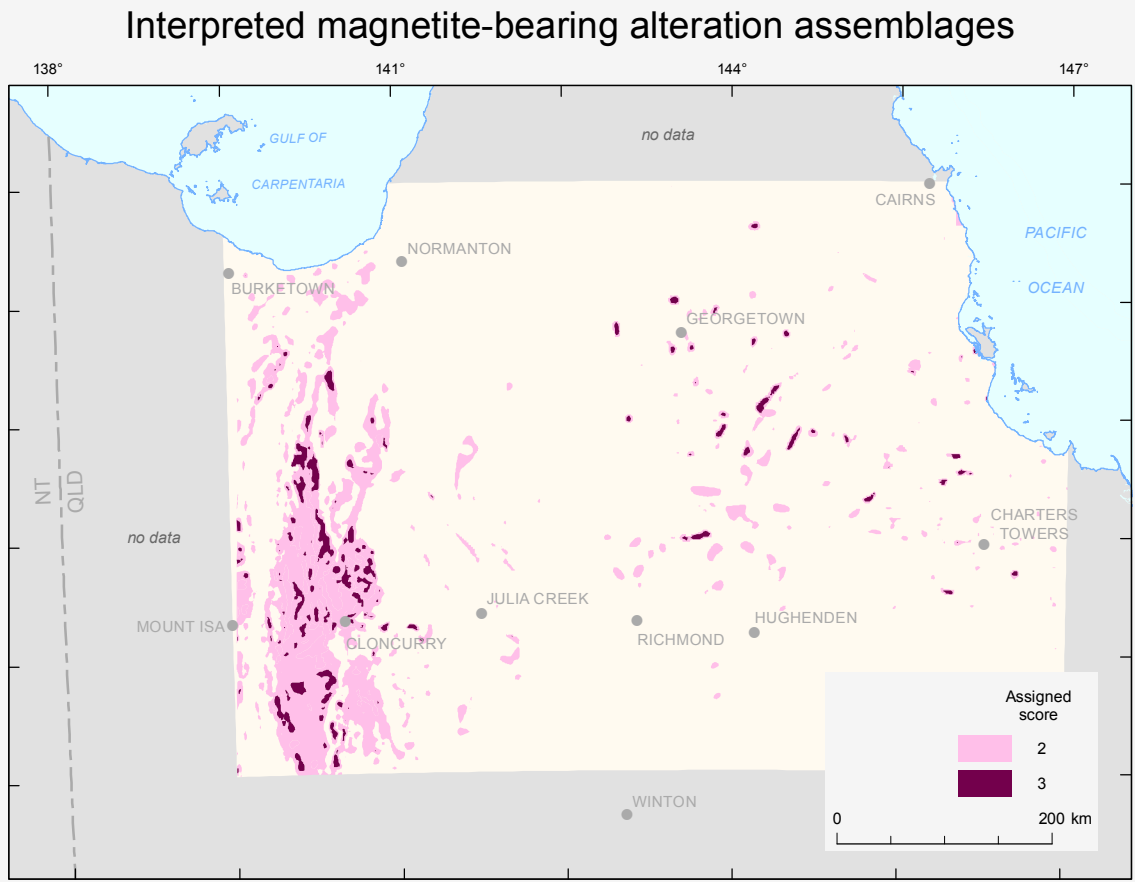 Interpreted magnetite-bearing alteration assemblages
138°
141°
144°
147°
no data
GULF OF
CARPENTARIA
CAIRNS
PACIFIC
OCEAN
NORMANTON
BURKETOWN
GEORGETOWN
NT
QLD
no data
CHARTERS
TOWERS
JULIA CREEK
MOUNT ISA
CLONCURRY
RICHMOND
HUGHENDEN
WINTON
Assigned
score
2
3
0
200 km